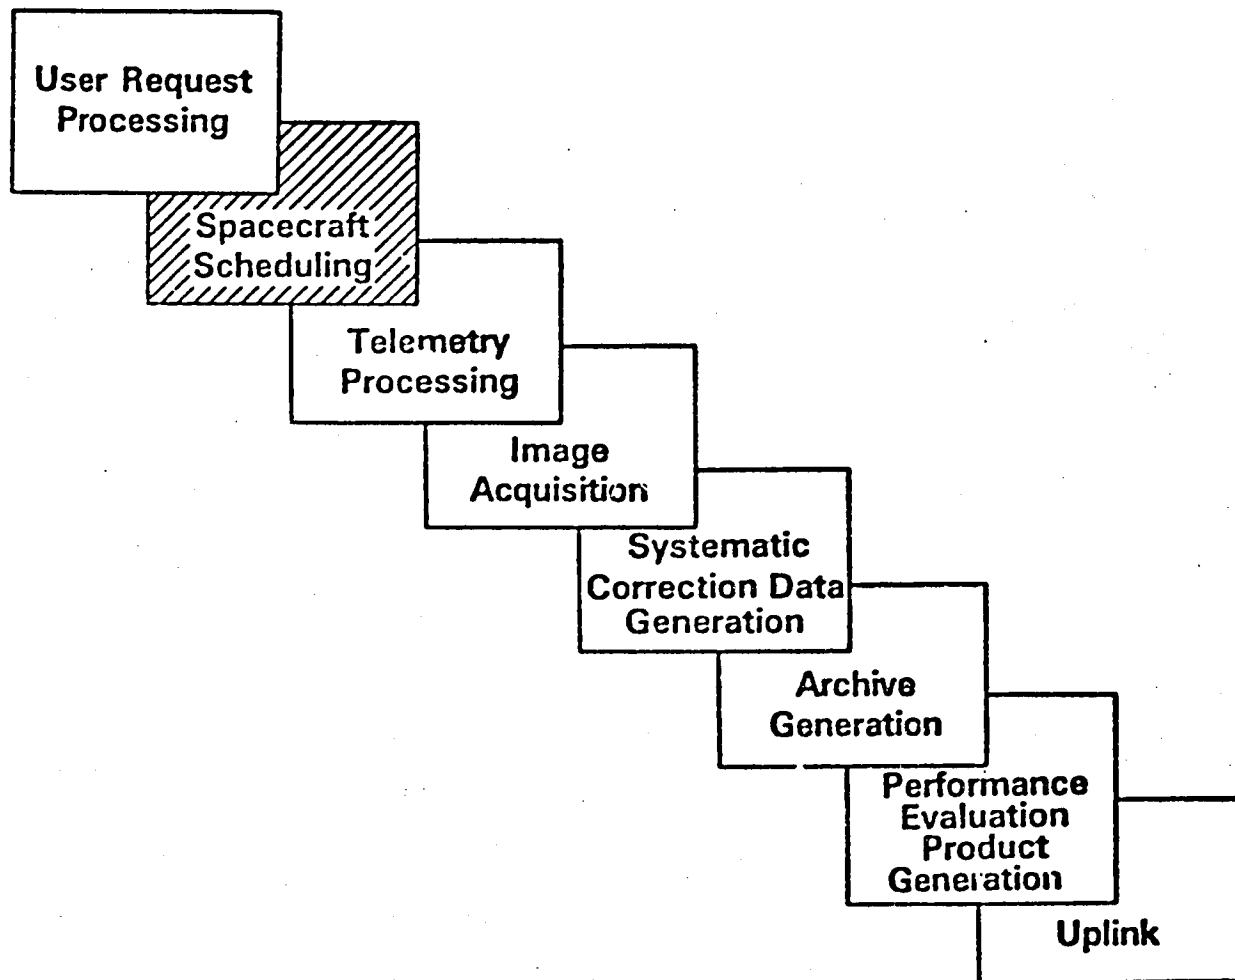 User Request
Processing
Spacecraft
Scheduling
Telemetry
Processing
Image
Acquisition
Systematic
Correction Data
Generation
Archive
Generation
Performance
Evaluation
Product
Generation
Uplink